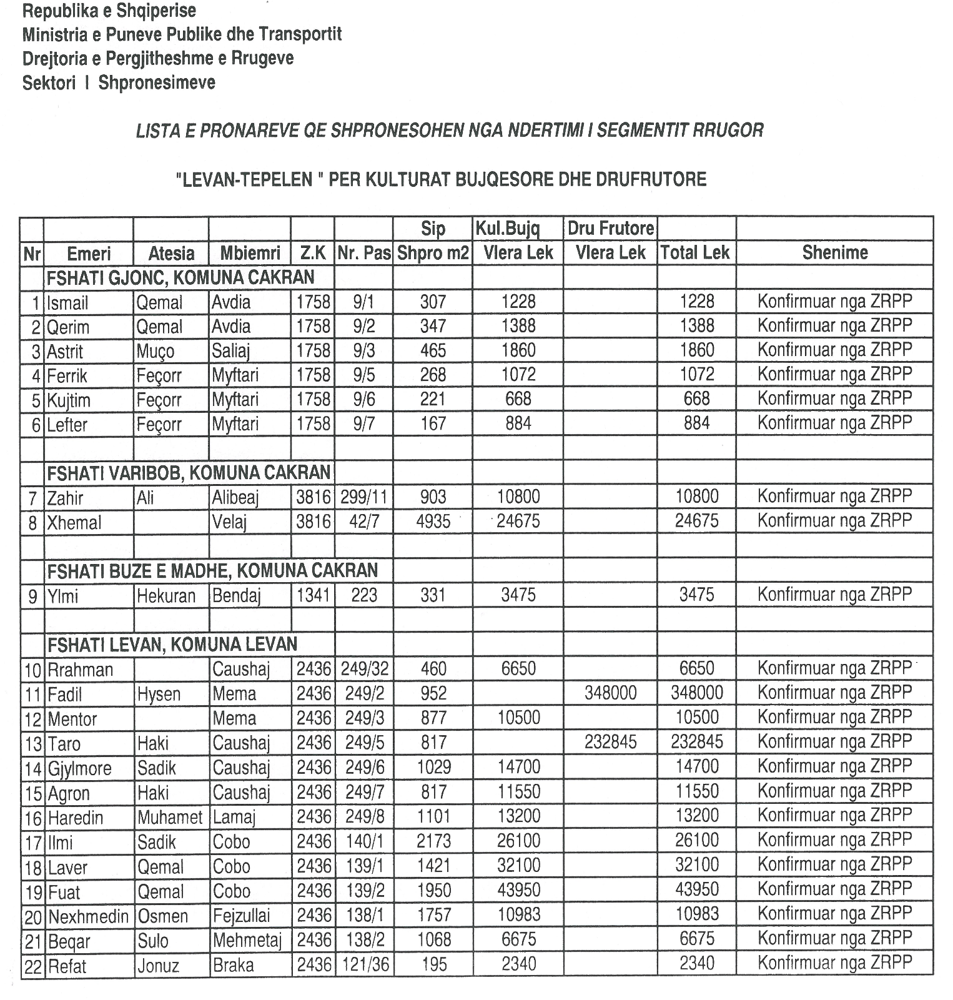 Republika e Shqiperise
Ministria e Puneve Publike dhe Transportit
Drejtoria e Pergjitheshme e Rrugeve
Sektori I Shpronesimeve
LISTA E PRONAREVE QE SHPRONESOHEN NGA NDERTIMI I SEGMENTIT RRUGOR
"LEVAN-TEPELEN " PER KULTURAT BUJQESORE DHE DRUFRUTORE
Sip Kul.Bujq Dru Frutore
Nr Emeri Atesia Mbiemri Z.K Nr. Pas Shpro m2 Vlera Lek Vlera Lek Total Lek Shenime
FSHATI GJONC, KOMUNA CAKRAN
1 Ismail Qemal Avdia 1758 9/1 307 1228 1228 Konfirmuar nga ZRPP
2 Qerim Qemal Avdia 1758 9/2 347 1388 1388 Konfirmuar nga ZRPP
3 Astrit Muço Saliaj 1758 9/3 465 1860 1860 Konfirmuar nga ZRPP
4 Ferrik Feçorr Myftari 1758 9/5 268 1072 1072 Konfirmuar nga ZRPP
5 Kujtim Feçorr Myftari 1758 9/6 221 668 668 Konfirmuar nga ZRPP
6 Lefter Feçorr Myftari 1758 9/7 167 884 884 Konfirmuar nga ZRPP
FSHATI VARIBOB, KOMUNA CAKRAN
7 Zahir Ali Alibeaj 3816 299/11 903 10800 10800 Konfirmuar nga ZRPP
8 Xhemal Velaj 3816 42/7 4935 24675 24675 Konfirmuar nga ZRPP
FSHATI BUZE E MADHE, KOMUNA CAKRAN
9 Ylmi Hekuran Bendaj 1341 223 331 3475 3475 Konfirmuar nga ZRPP
FSHATI LEVAN, KOMUNA LEVAN
10 Rrahman Caushaj 2436 249/32 460 6650 6650 Konfirmuar nga ZRPP
11 Fadil Hysen Mema 2436 249/2 952 348000 348000 Konfirmuar nga ZRPP
12 Mentor Mema 2436 249/3 877 10500 10500 Konfirmuar nga ZRPP
13 Taro Haki Caushaj 2436 249/5 817 232845 232845 Konfirmuar nga ZRPP
14 Gjylmore Sadik Caushaj 2436 249/6 1029 14700 14700 Konfirmuar nga ZRPP
15 Agron Haki Caushaj 2436 249/7 817 11550 11550 Konfirmuar nga ZRPP
16 Haredin Muhamet Lamaj 2436 249/8 1101 13200 13200 Konfirmuar nga ZRPP
17 Ilmi Sadik Cobo 2436 140/1 2173 26100 26100 Konfirmuar nga ZRPP
18 Laver Qemal Cobo 2436 139/1 1421 32100 32100 Konfirmuar nga ZRPP
19 Fuat Qemal Cobo 2436 139/2 1950 43950 43950 Konfirmuar nga ZRPP
20 Nexhmedin Osmen Fejzullai 2436 138/1 1757 10983 10983 Konfirmuar nga ZRPP
21 Beqar Sulo Mehmetaj 2436 138/2 1068 6675 6675 Konfirmuar nga ZRPP
22 Refat Jonuz Braka 2436 121/36 195 2340 2340 Konfirmuar nga ZRPP